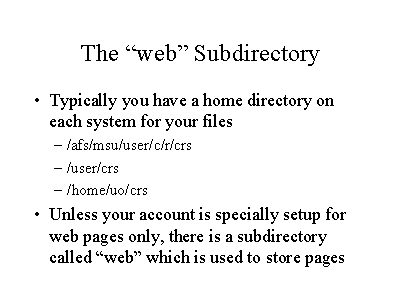 The “web” Subdirectory
• Typically you have a home directory on
each system for your files
– /afs/msu/user/c/r/crs
– /user/crs
– /home/uo/crs
• Unless your account is specially setup for
web pages only, there is a subdirectory
called “web” which is used to store pages